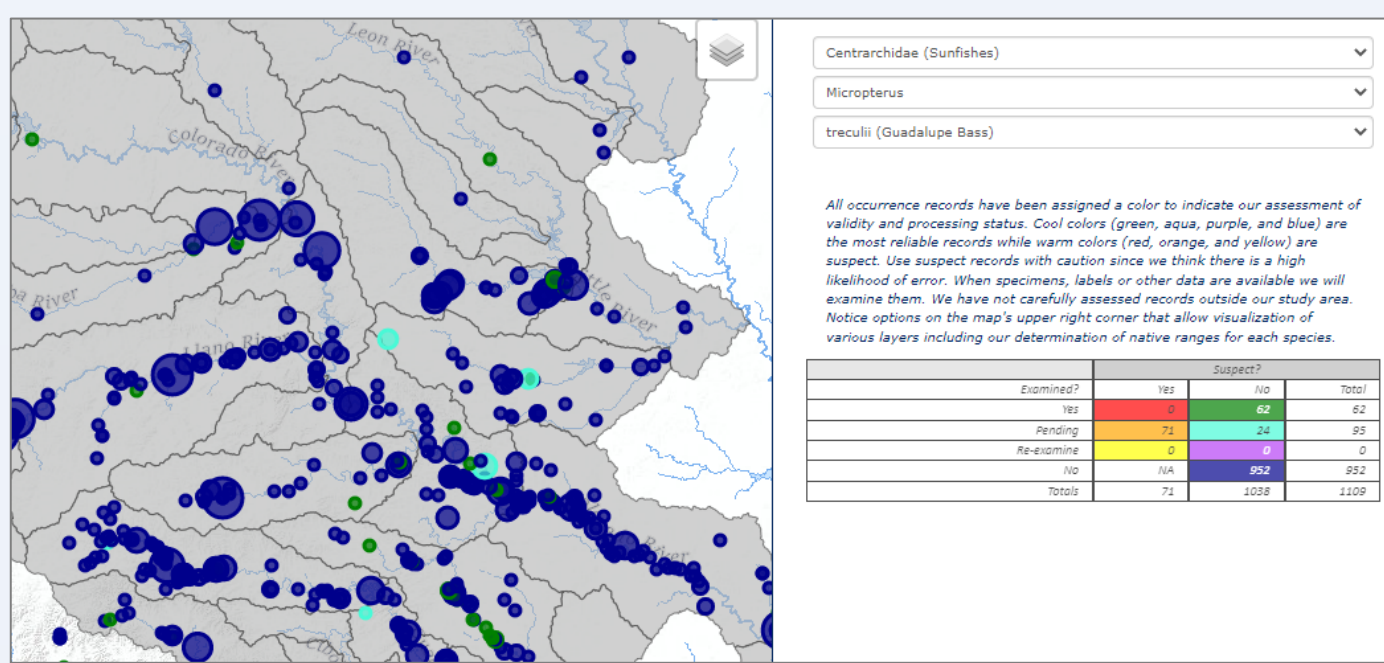 Leon River
Colorado River
River
Llano River
River
River
Centrarchidae (Sunfishes)
Micropterus
treculii (Guadalupe Bass)
All occurrence records have been assigned a color to indicate our assessment of
validity and processing status. Cool colors (green, aqua, purple, and blue) are
the most reliable records while warm colors (red, orange, and yellow) are
suspect. Use suspect records with caution since we think there is a high
likelihood of error. When specimens, labels or other data are available we will
examine them. We have not carefully assessed records outside our study area.
Notice options on the map's upper right corner that allow visualization of
various layers including our determination of native ranges for each species.
Suspect?
Examined? Yes No Total
Yes 0 62 62
Pending 71 24 95
Re-examine 0 0 0
No NA 952 952
Totals 71 1038 1109